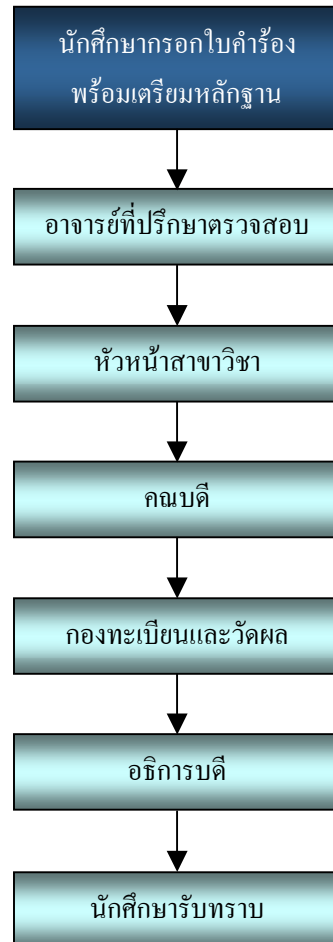 นักศึกษากรอกใบคำร้อง
พร้อมเตรียมหลักฐาน
อาจารย์ที่ปรึกษาตรวจสอบ
หัวหน้าสาขาวิชา
คณบดี
กองทะเบียนและวัดผล
อธิการบดี
นักศึกษารับทราบ